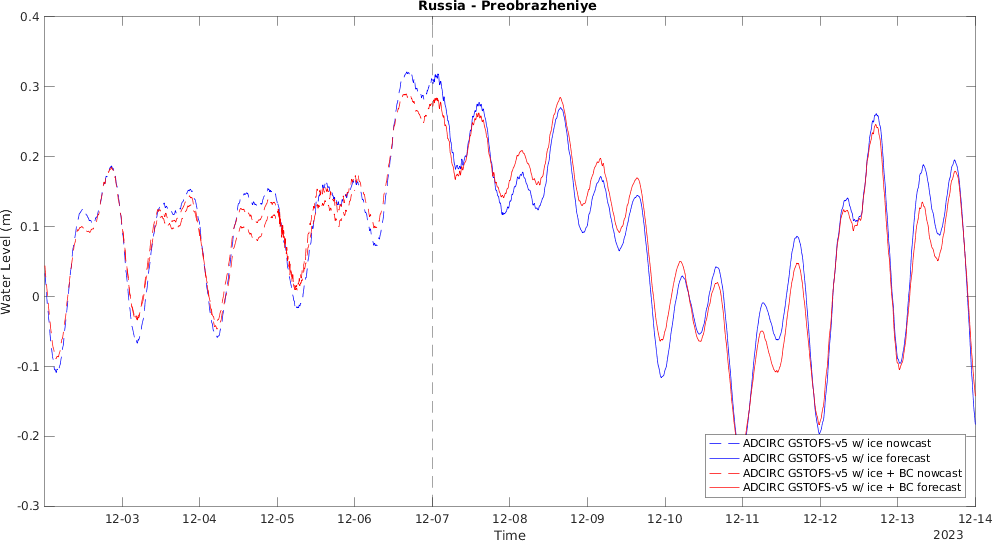 Russia - Preobrazheniye
Water Level (m)
0.4
0.3
0.2
0.1
0
-0.1
-0.2
-0.3
ADCIRC GSTOFS-v5 w/ ice nowcast
ADCIRC GSTOFS-v5 w/ ice forecast
ADCIRC GSTOFS-v5 w/ ice + BC nowcast
ADCIRC GSTOFS-v5 w/ ice + BC forecast
12-03 12-04 12-05 12-06 12-07 12-08 12-09 12-10 12-11 12-12 12-13 12-14
Time
2023